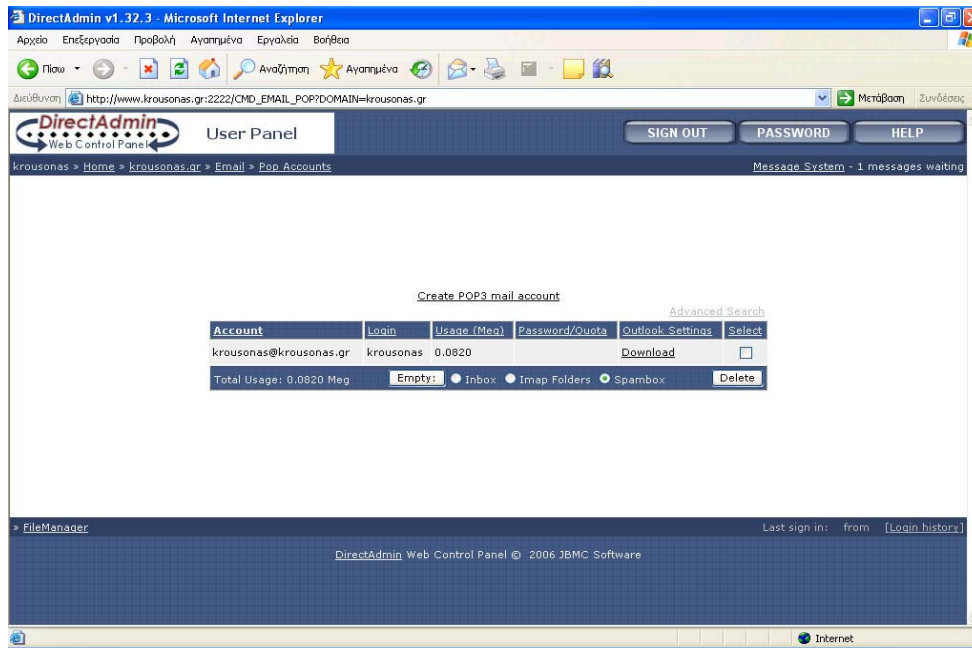 DirectAdmin v1.32.3 - Microsoft Internet Explorer
Αρχείο Επεξεργασία Προβολή Αγαπημένα Εργαλεία Βοήθεια
Πίσω Αναζήτηση Αγαπημένα
Διεύθυνση http://www.krousonas.gr:2222/CMD_EMAIL_POP?DOMAIN=krousonas.gr Μετάβαση Συνδέσεις
DirectAdmin
Web Control Panel
User Panel
SIGN OUT PASSWORD HELP
krousonas » Home » krousonas.gr » Email » Pop Accounts Message System - 1 messages waiting
Create POP3 mail account
Advanced Search
Account Login Usage (Meg) Password/Quota Outlook Settings Select
krousonas@krousonas.gr krousonas 0.0820 Download
Total Usage: 0.0820 Meg Empty: Inbox Imap Folders Spambox Delete
» FileManager Last sign in: from [Login history]
DirectAdmin Web Control Panel © 2006 JBMC Software
Internet